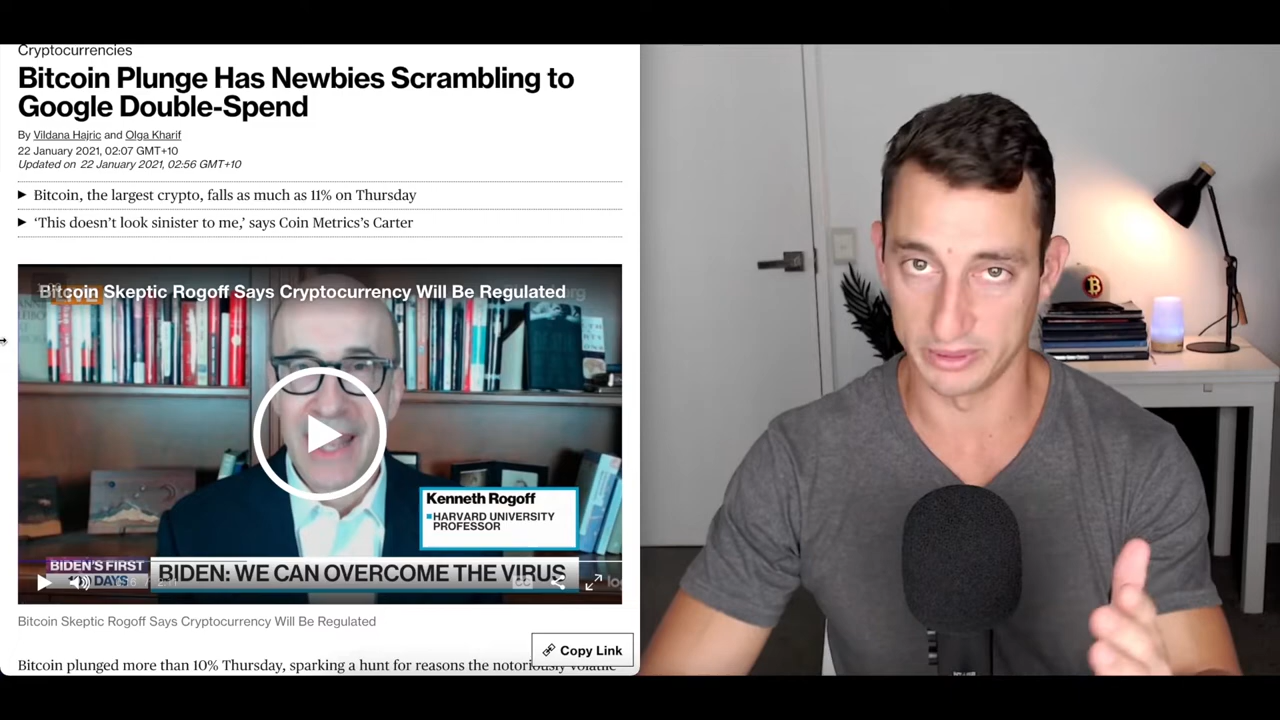 Cryptocurrencies
Bitcoin Plunge Has Newbies Scrambling to
Google Double-Spend
By Vildana Hajric and Olga Kharif
22 January 2021, 02:07 GMT+10
Updated on 22 January 2021, 02:56 GMT+10
Bitcoin, the largest crypto, falls as much as 11% on Thursday
‘This doesn’t look sinister to me,’ says Coin Metrics’s Carter
Bitcoin Skeptic Rogoff Says Cryptocurrency Will Be Regulated
Kenneth Rogoff
HARVARD UNIVERSITY
PROFESSOR
BIDEN'S FIRST
DAYS
BIDEN: WE CAN OVERCOME THE VIRUS
Bitcoin Skeptic Rogoff Says Cryptocurrency Will Be Regulated
Copy Link
Bitcoin plunged more than 10% Thursday, sparking a hunt for reasons the notoriously volatile